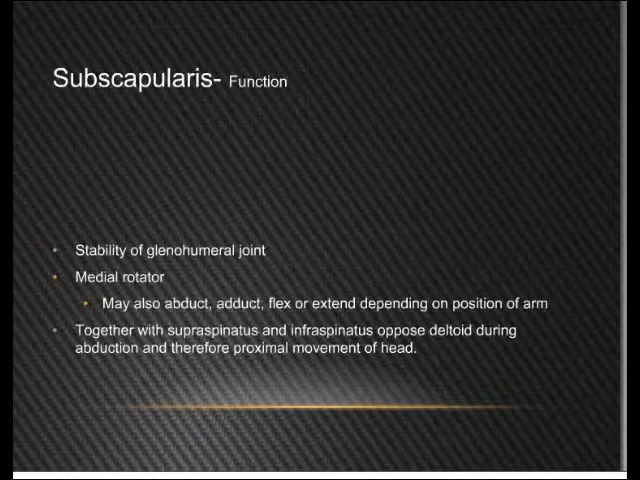 Subscapularis- Function
Stability of glenohumeral joint
Medial rotator
May also abduct, adduct, flex or extend depending on position of arm
Together with supraspinatus and infraspinatus oppose deltoid during
abduction and therefore proximal movement of head.